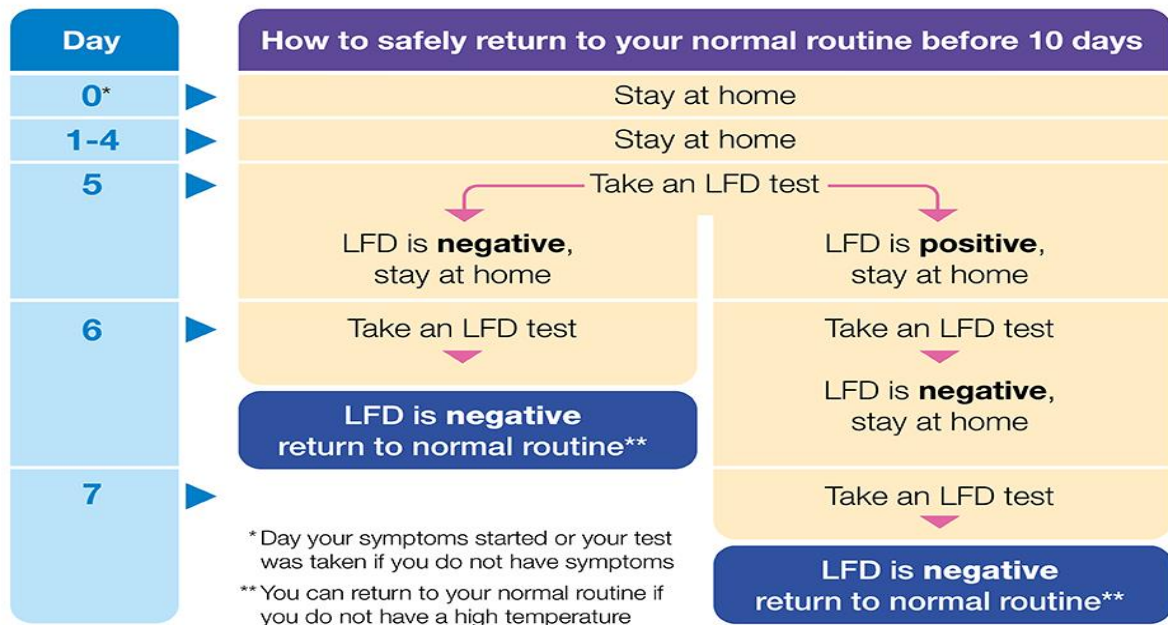 Day
How to safely return to your normal routine before 10 days
0*
Stay at home
1-4
Stay at home
5
Take an LFD test
LFD is negative,
stay at home
LFD is positive,
stay at home
6
Take an LFD test
LFD is negative
return to normal routine**
Take an LFD test
LFD is negative,
stay at home
7
Take an LFD test
LFD is negative
return to normal routine**
*Day your symptoms started or your test
was taken if you do not have symptoms
**You can return to your normal routine if
you do not have a high temperature